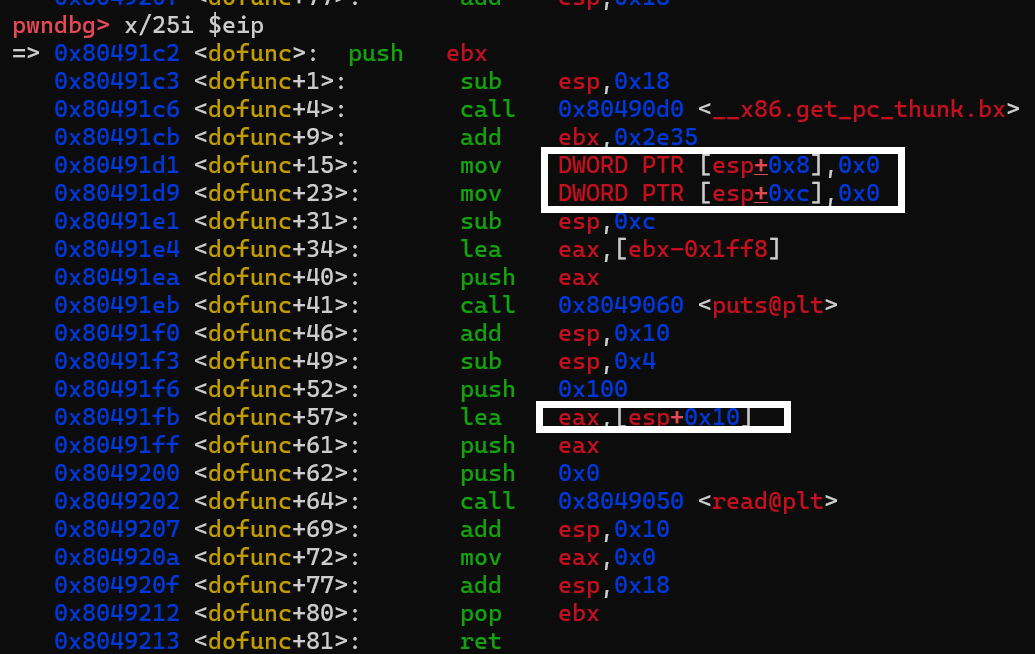 pwndbg> x/25i $eip
=> 0x80491c2 <dofunc>: push ebx
0x80491c3 <dofunc+1>: sub esp,0x18
0x80491c6 <dofunc+4>: call 0x80490d0 <__x86.get_pc_thunk.bx>
0x80491cb <dofunc+9>: add ebx,0x2e35
0x80491d1 <dofunc+15>: mov DWORD PTR [esp+0x8],0x0
0x80491d9 <dofunc+23>: mov DWORD PTR [esp+0xc],0x0
0x80491e1 <dofunc+31>: sub esp,0xc
0x80491e4 <dofunc+34>: lea eax,[ebx-0x1ff8]
0x80491ea <dofunc+40>: push eax
0x80491eb <dofunc+41>: call 0x8049060 <puts@plt>
0x80491f0 <dofunc+46>: add esp,0x10
0x80491f3 <dofunc+49>: sub esp,0x4
0x80491f6 <dofunc+52>: push 0x100
0x80491fb <dofunc+57>: lea eax,[esp+0x10]
0x80491ff <dofunc+61>: push eax
0x8049200 <dofunc+62>: push 0x0
0x8049202 <dofunc+64>: call 0x8049050 <read@plt>
0x8049207 <dofunc+69>: add esp,0x10
0x804920a <dofunc+72>: mov eax,0x0
0x804920f <dofunc+77>: add esp,0x18
0x8049212 <dofunc+80>: pop ebx
0x8049213 <dofunc+81>: ret